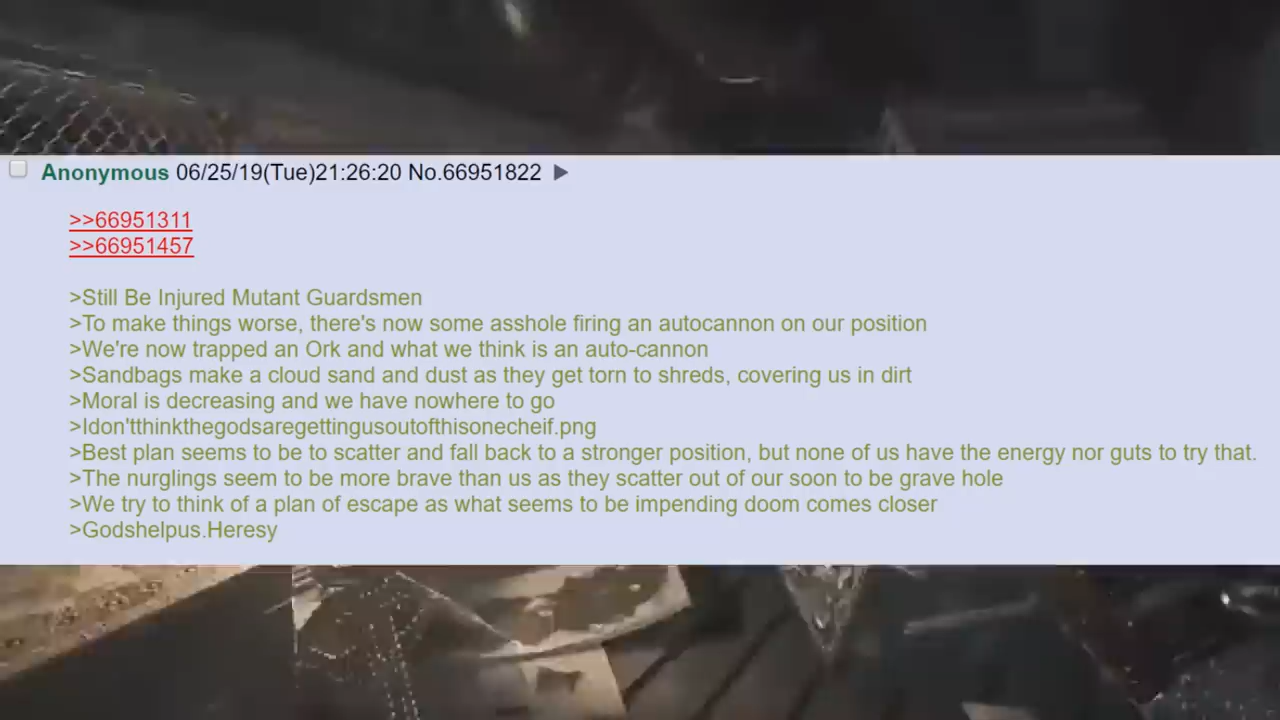 Anonymous 06/25/19(Tue)21:26:20 No.66951822 ▶
>>66951311
>>66951457
>Still Be Injured Mutant Guardsmen
>To make things worse, there's now some asshole firing an autocannon on our position
>We're now trapped an Ork and what we think is an auto-cannon
>Sandbags make a cloud sand and dust as they get torn to shreds, covering us in dirt
>Moral is decreasing and we have nowhere to go
>Idon'tthinkthegodsaregettingusoutofthisonecheif.png
>Best plan seems to be to scatter and fall back to a stronger position, but none of us have the energy nor guts to try that.
>The nurglings seem to be more brave than us as they scatter out of our soon to be grave hole
>We try to think of a plan of escape as what seems to be impending doom comes closer
>Godshelpus.Heresy